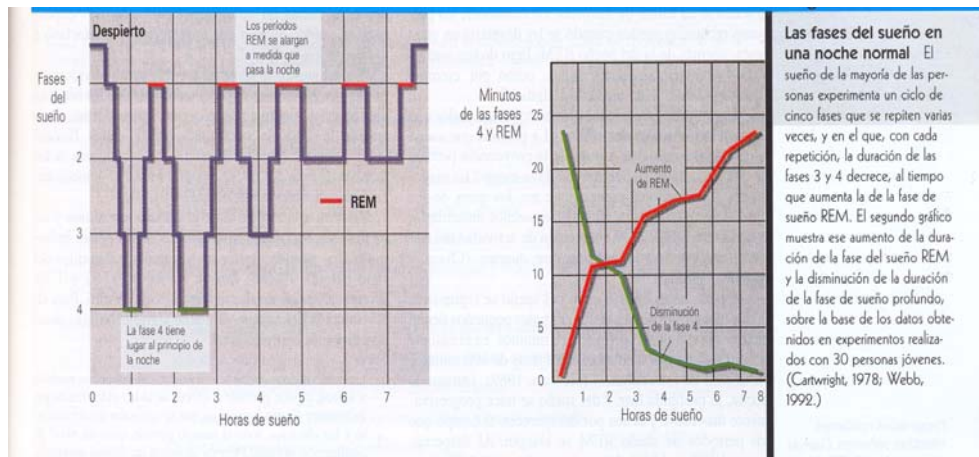 Despierto
Los períodos
REM se alargan
a medida que
pasa la noche
Fases
del
sueño
1
2
3
4
REM
La fase 4 tiene
lugar al principio de
la noche
0 1 2 3 4 5 6 7
Horas de sueño
Minutos
de las fases
4 y REM
25
20
15
10
5
0
Aumento
de REM
Disminución
de la fase 4
1 2 3 4 5 6 7 8
Horas de sueño
Las fases del sueño en
una noche normal El
sueño de la mayoría de las per-
sonas experimenta un ciclo de
cinco fases que se repiten varias
veces, y en el que, con cada
repetición, la duración de las
fases 3 y 4 decrece, al tiempo
que aumenta la de la fase de
sueño REM. El segundo gráfico
muestra ese aumento de la dura-
ción de la fase del sueño REM
y la disminución de la duración
de la fase de sueño profundo,
sobre la base de los datos obte-
nidos en experimentos realiza-
dos con 30 personas jóvenes.
(Cartwright, 1978; Webb,
1992.)